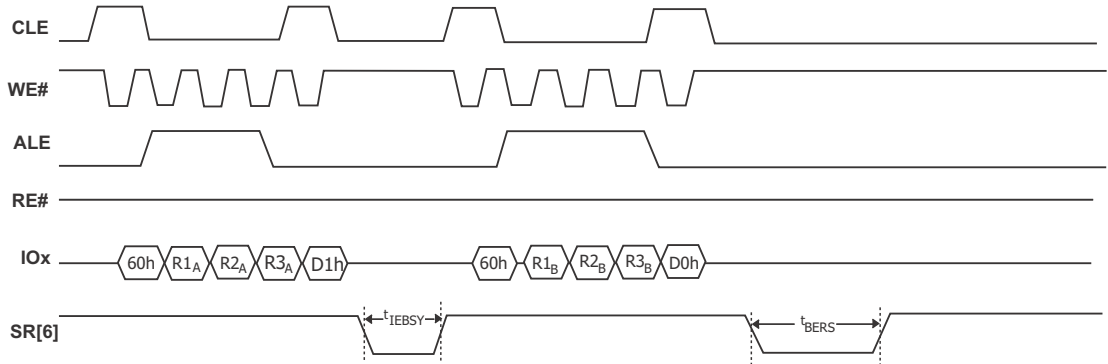 CLE
WE#
ALE
RE#
IOx 60h R1A R2A R3A D1h 60h R1B R2B R3B D0h
SR[6] tIEBSY tBERS